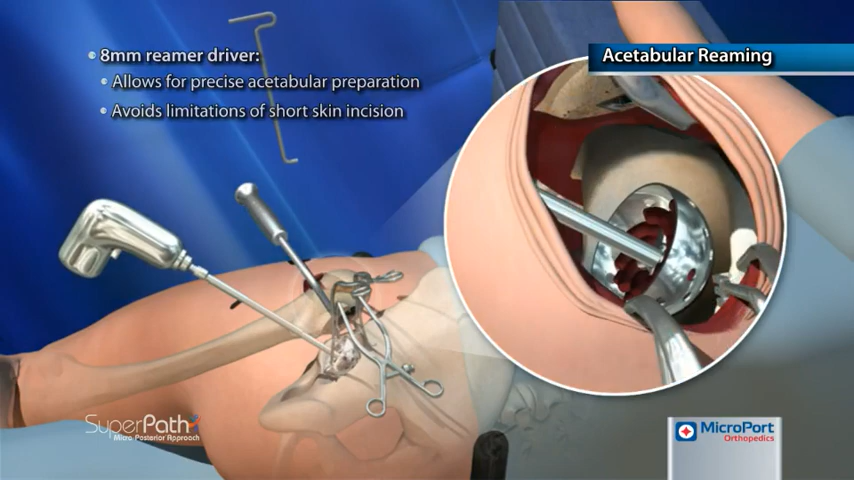 Acetabular Reaming
• 8mm reamer driver:
• Allows for precise acetabular preparation
• Avoids limitations of short skin incision
SuperPath
Micro-Posterior Approach
MicroPort
Orthopedics